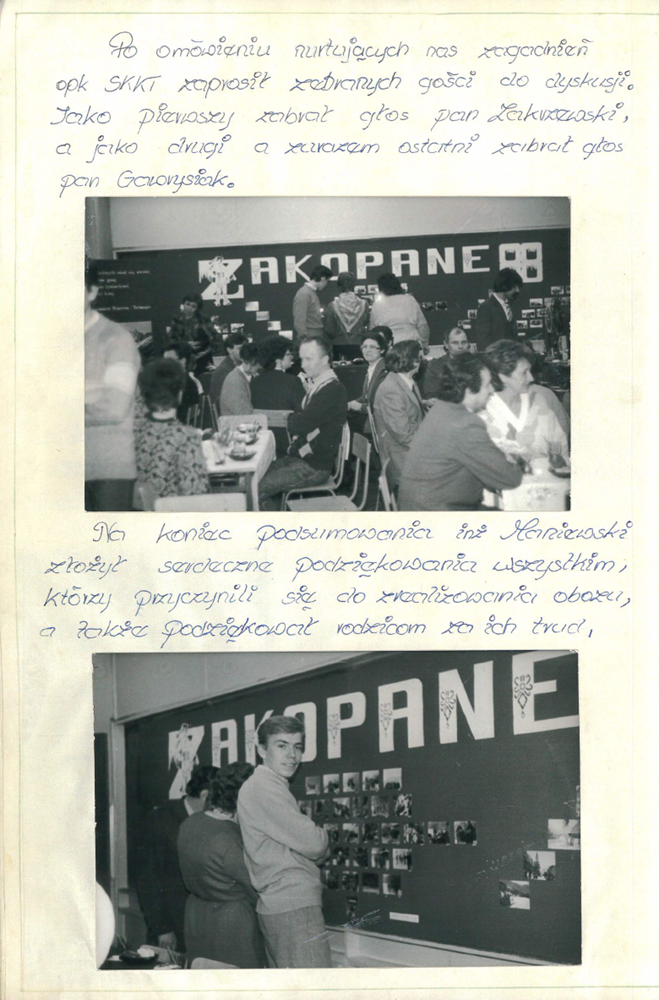 Po omówieniu nurtujących nas zagadnień
opk SKKT zaprosił zebranych gości do dyskusji.
Jako pierwszy zabrał głos pan Zakrzewski,
a jako drugi a zarazem ostatni zabrał głos
pan Gawrysiak.
ZAKOPANE 88
Na koniec podsumowania inż Maniewski
złożył serdeczne podziękowania wszystkim,
którzy przyczynili się do zrealizowania obozu,
a także podziękował rodzicom za ich trud,
ZAKOPANE